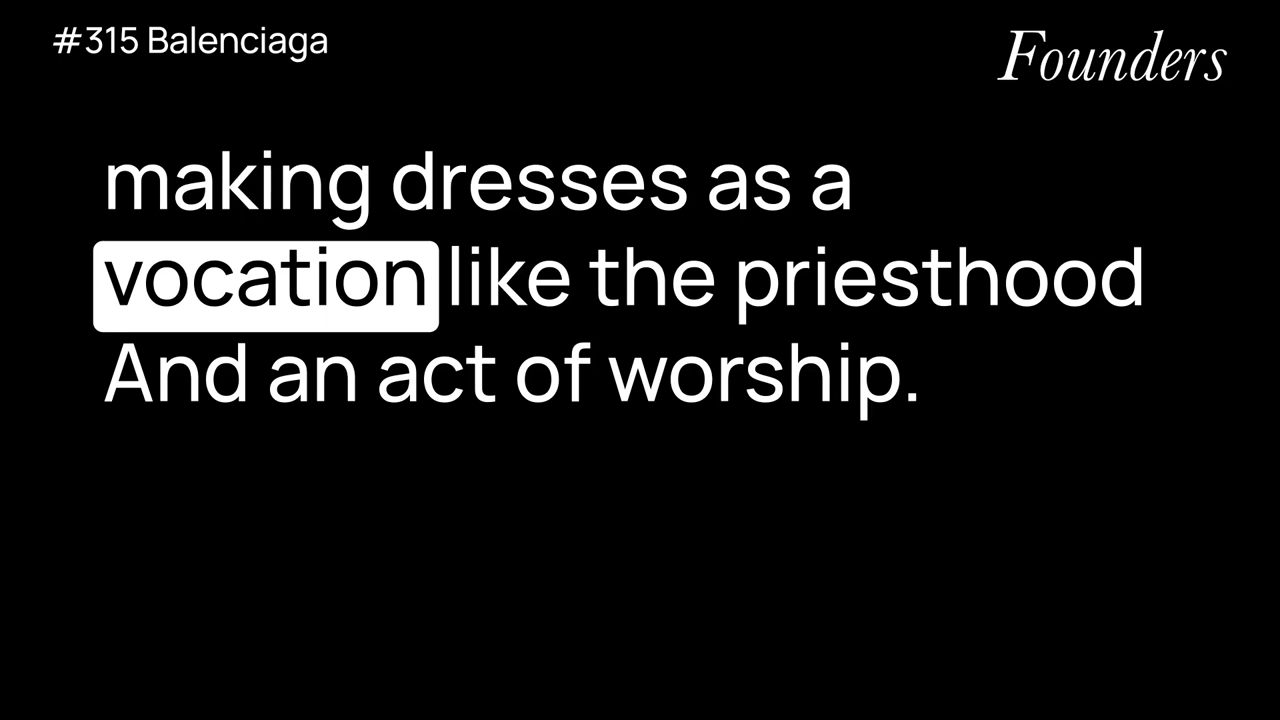 #315 Balenciaga
Founders
making dresses as a
vocation like the priesthood
And an act of worship.